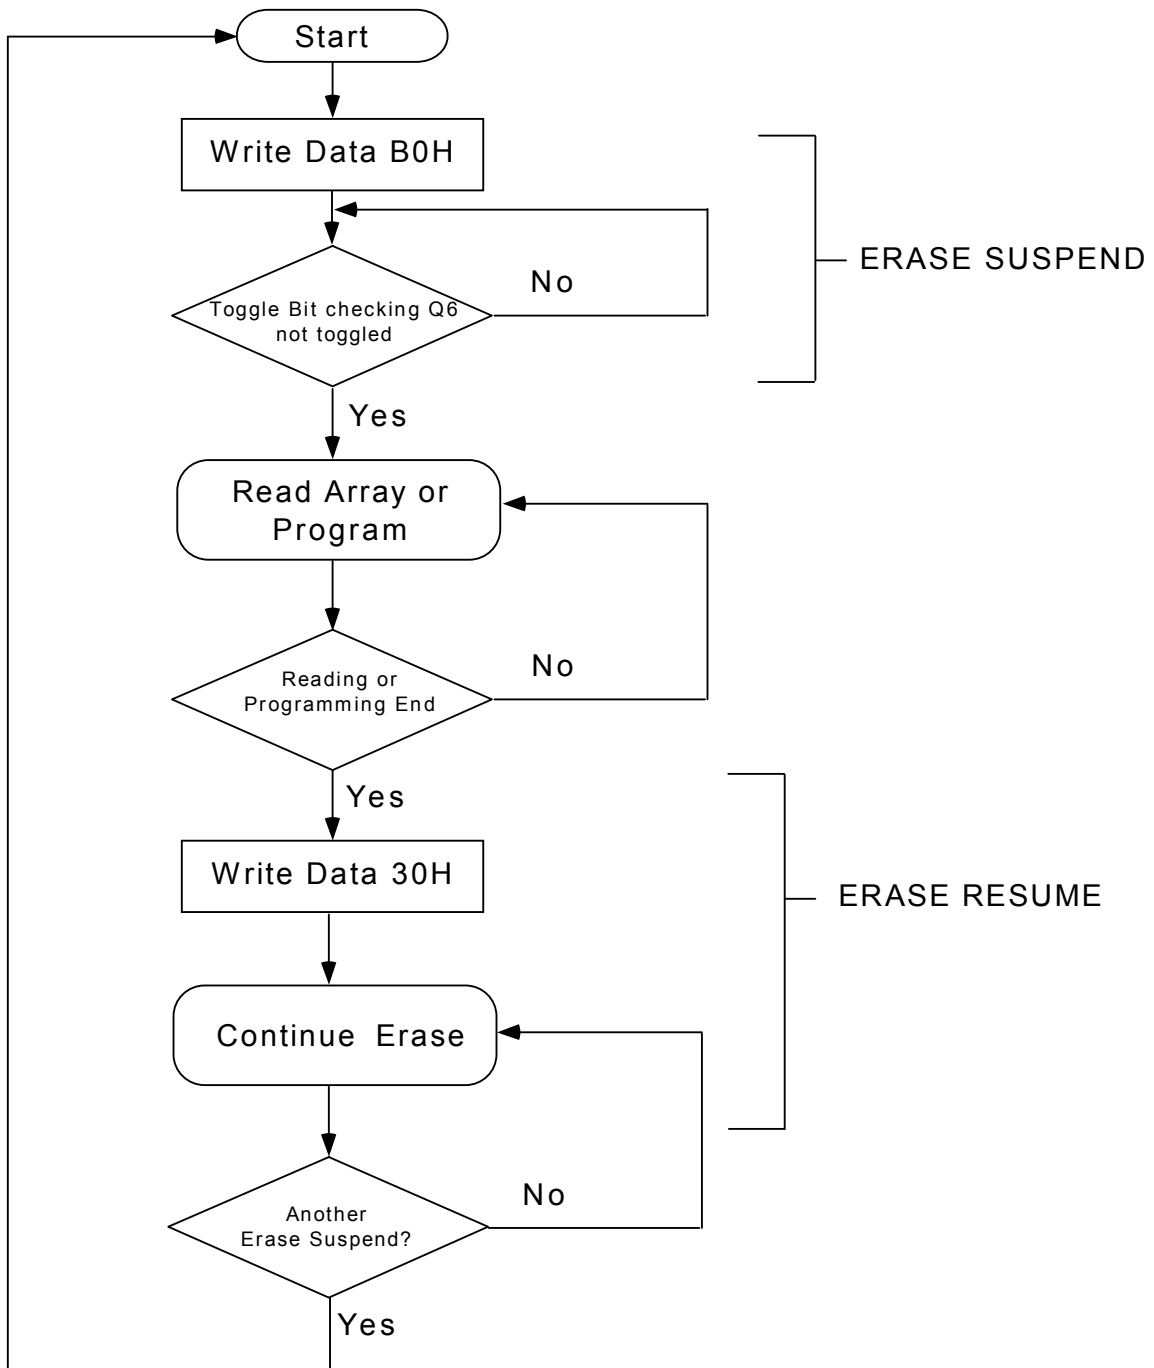 Start
Write Data B0H
ERASE SUSPEND
No
Toggle Bit checking Q6
not toggled
Yes
Read Array or
Program
No
Reading or
Programming End
Yes
Write Data 30H
ERASE RESUME
Continue Erase
No
Another
Erase Suspend?
Yes